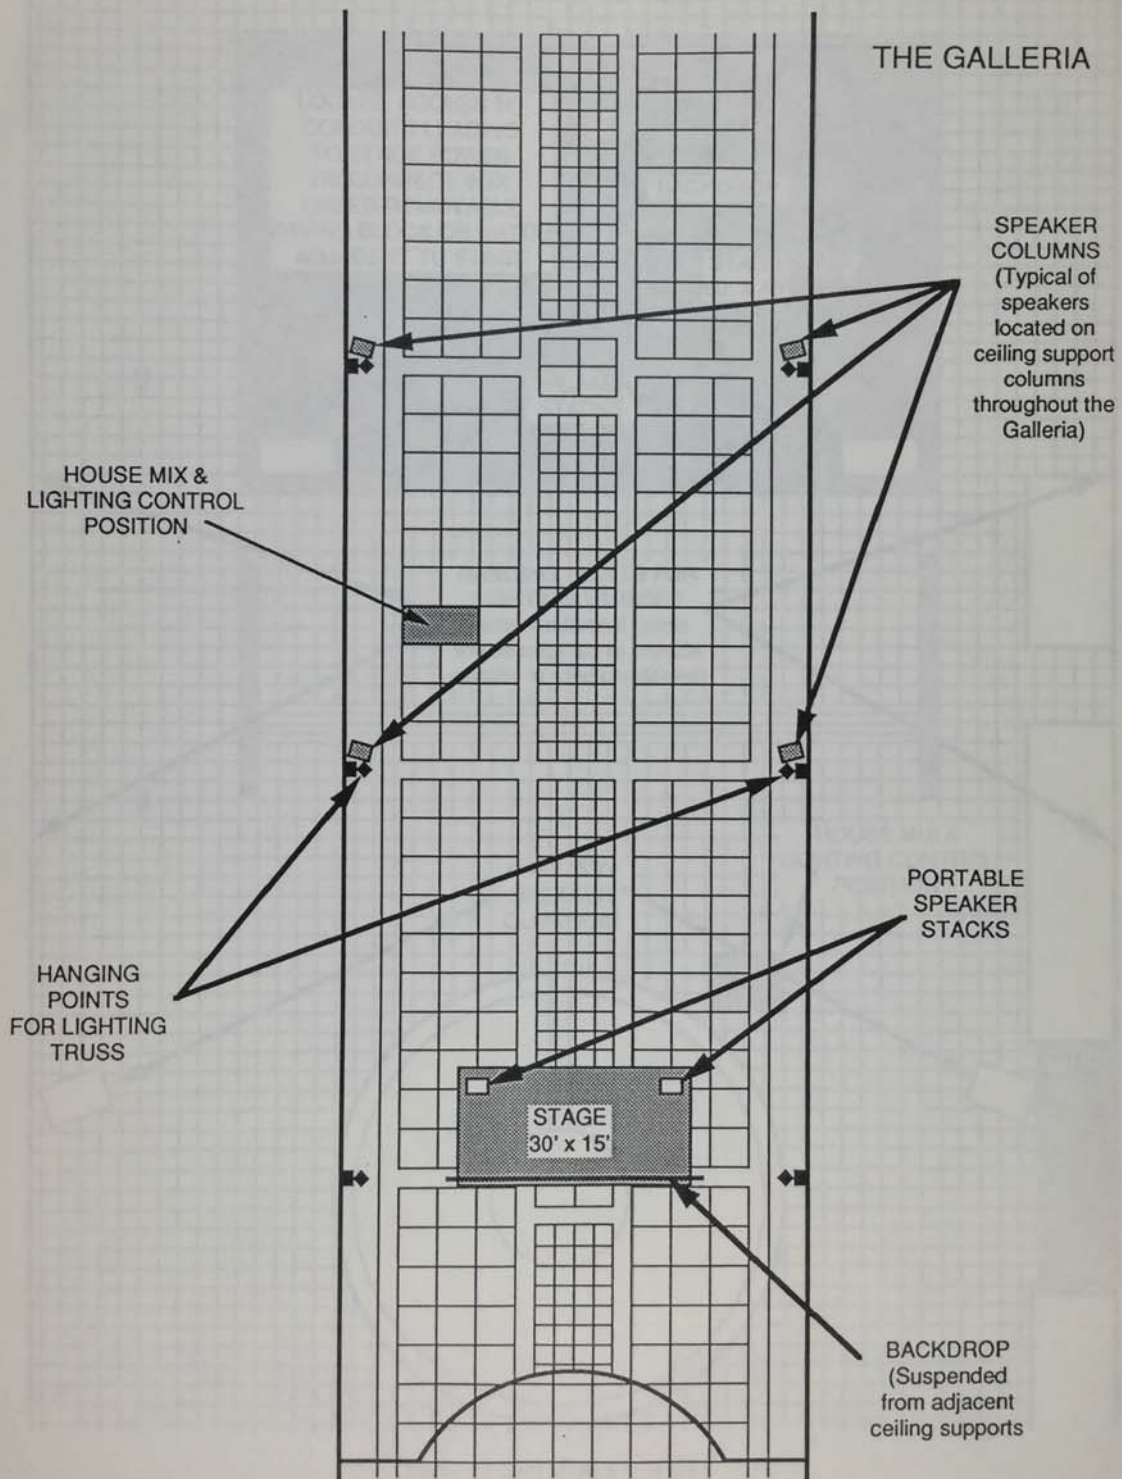 THE GALLERIA
SPEAKER
COLUMNS
(Typical of
speakers
located on
ceiling support
columns
throughout the
Galleria)
HOUSE MIX &
LIGHTING CONTROL
POSITION
PORTABLE
SPEAKER
STACKS
HANGING
POINTS
FOR LIGHTING
TRUSS
STAGE
30' x 15'
BACKDROP
(Suspended
from adjacent
ceiling supports